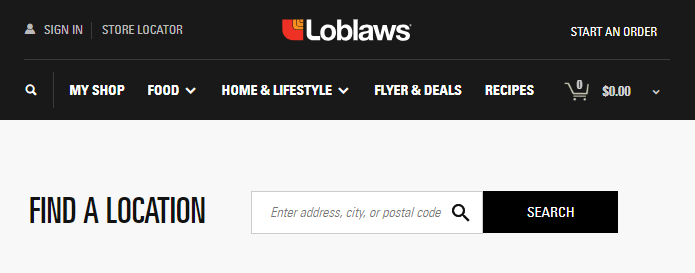 SIGN IN STORE LOCATOR Loblaws START AN ORDER
MY SHOP FOOD HOME & LIFESTYLE FLYER & DEALS RECIPES 0 $0.00
FIND A LOCATION Enter address, city, or postal code SEARCH